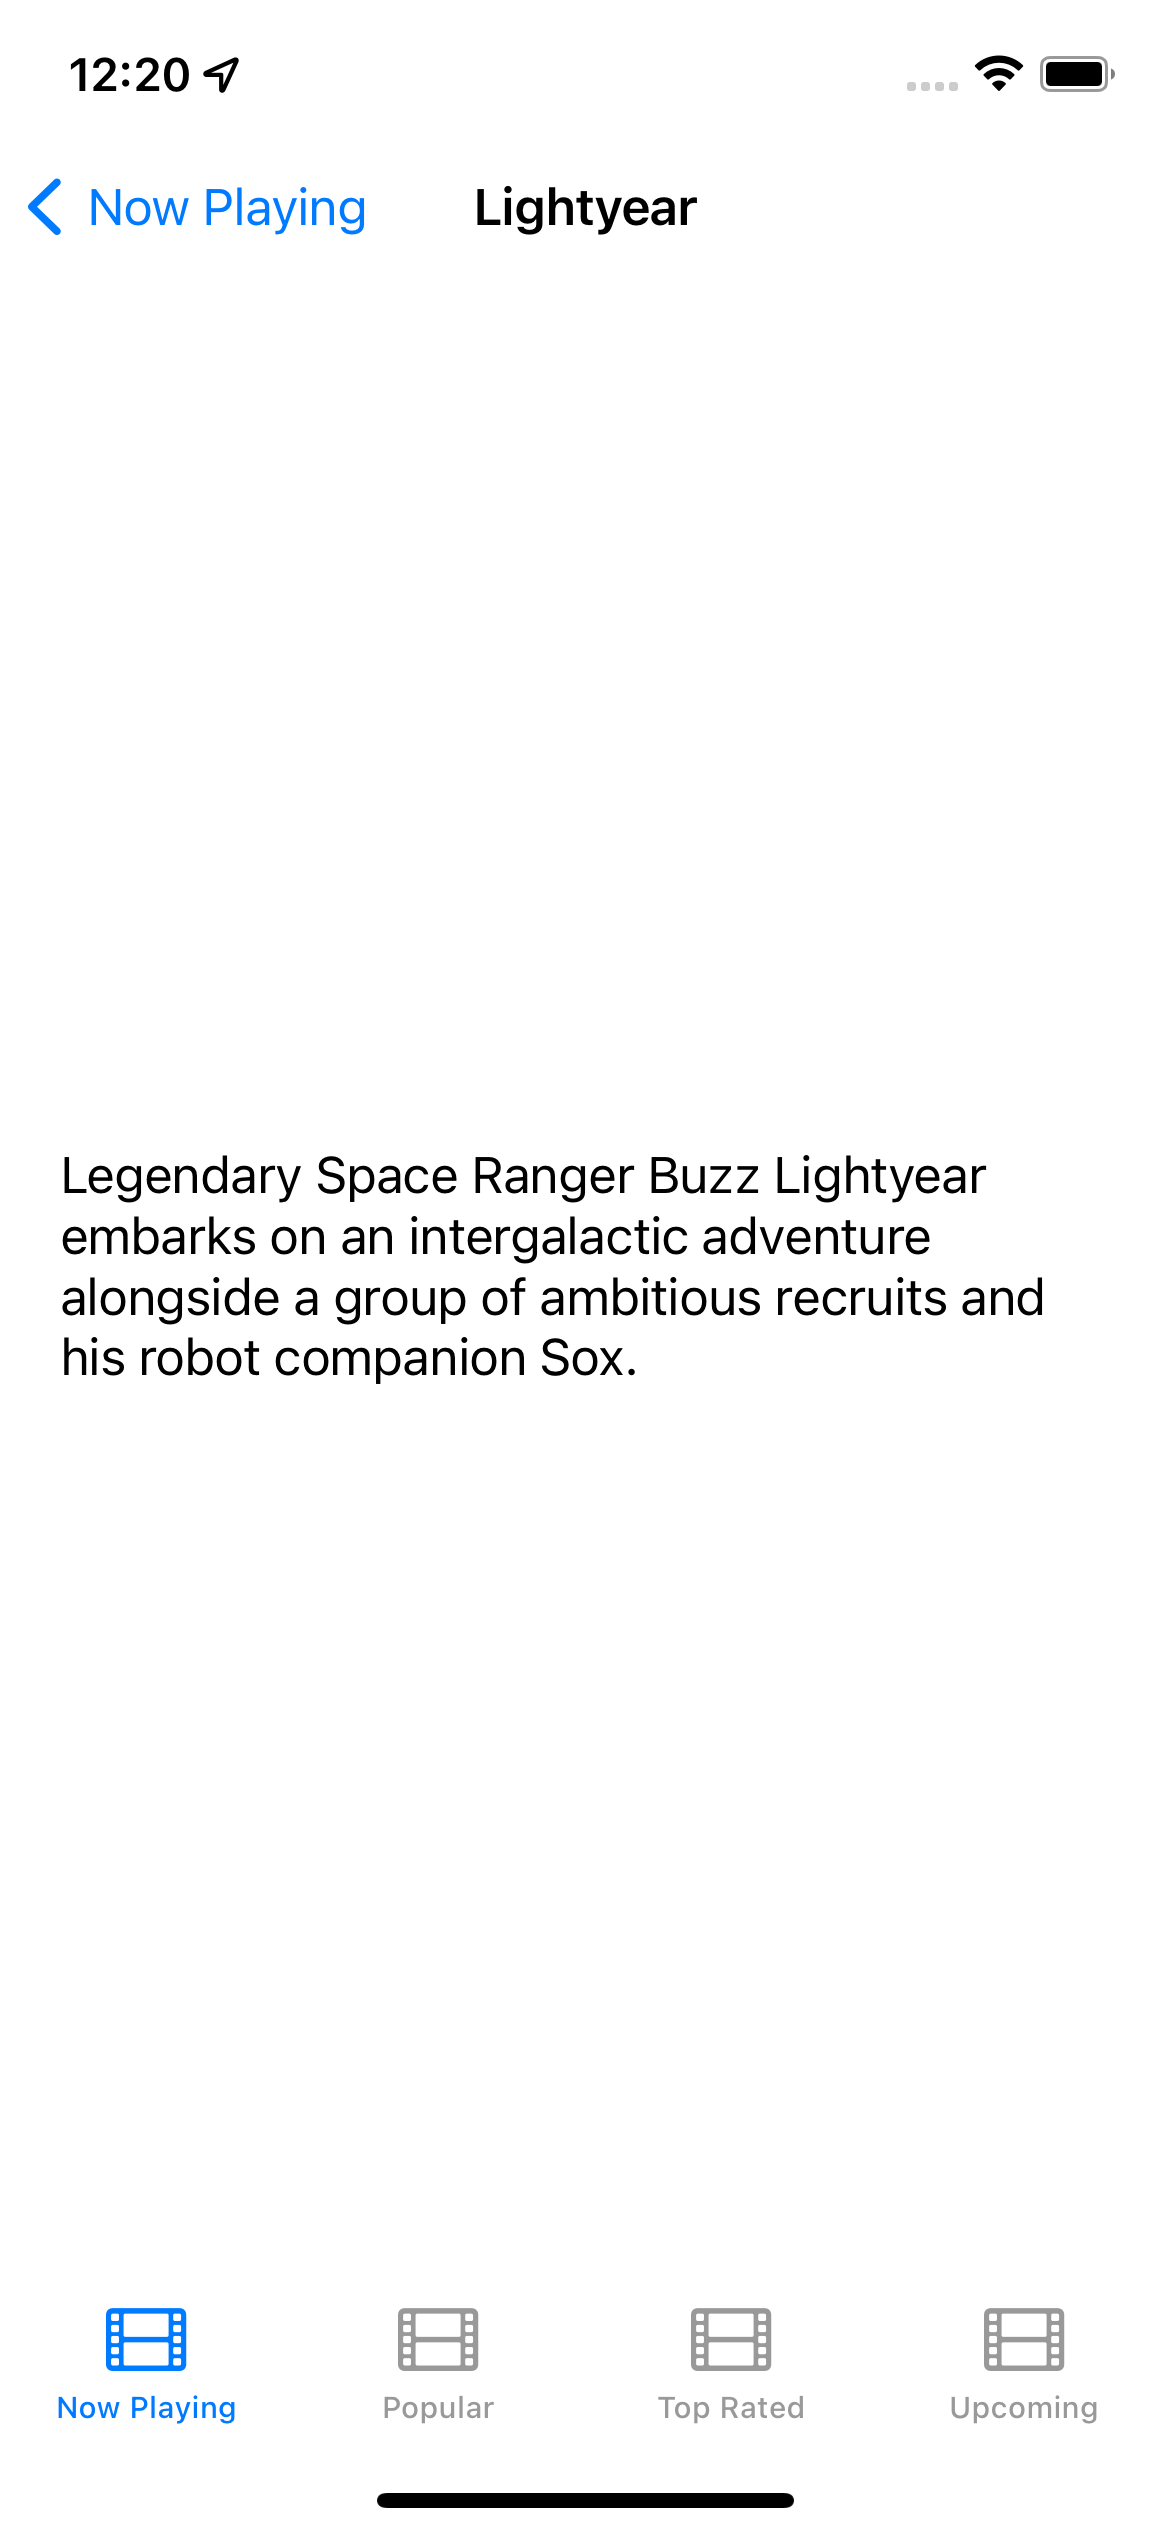 12:20
Now Playing
Lightyear
Legendary Space Ranger Buzz Lightyear
embarks on an intergalactic adventure
alongside a group of ambitious recruits and
his robot companion Sox.
Now Playing
Popular
Top Rated
Upcoming